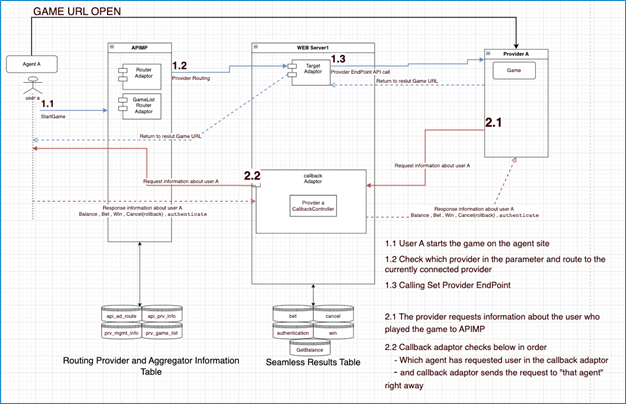 GAME URL OPEN
Agent A
user a
1.1
StartGame
APIMP
Router
Adaptor
GameList
Router
Adaptor
1.2
Provider Routing
WEB Server1
Target
Adaptor
1.3
Provider EndPoint API call
Return to reslut Game URL
Provider A
Game
Return to reslut Game URL
2.1
Request information about user A
2.2
Request information about user A
callback
Adaptor
Provder a
CallbackController
Response information about user A
Balance , Bet , Win , Cancel(rollback) , authenticate
Response information about user A
Balance , Bet , Win , Cancel(rollback) , authenticate
api_ad_route
api_prv_info
prv_mgmt_info
prv_game_list
Routing Provider and Aggregator Information
Table
bet
cancel
authentication
win
GetBalance
Seamless Results Table
1.1 User A starts the game on the agent site
1.2 Check which provider in the parameter and route to the
currently connected provider
1.3 Calling Set Provider EndPoint
2.1 The provider requests information about the user who
played the game to APIMP
2.2 Callback adaptor checks below in order
- Which agent has requested user in the callback adaptor
- and callback adaptor sends the request to "that agent"
right away